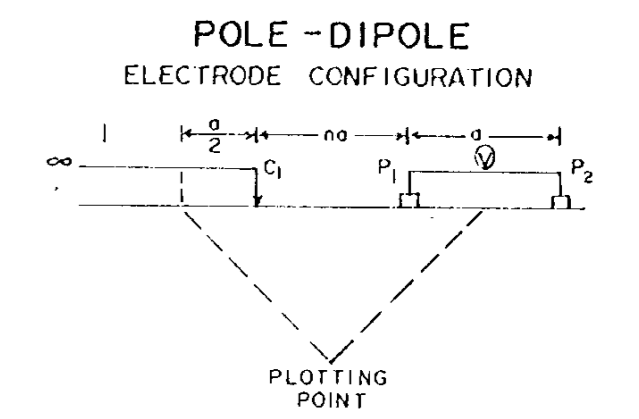 POLE-DIPOLE
ELECTRODE CONFIGURATION
I a/2 na a
∞ C1 P1 V P2
PLOTTING
POINT